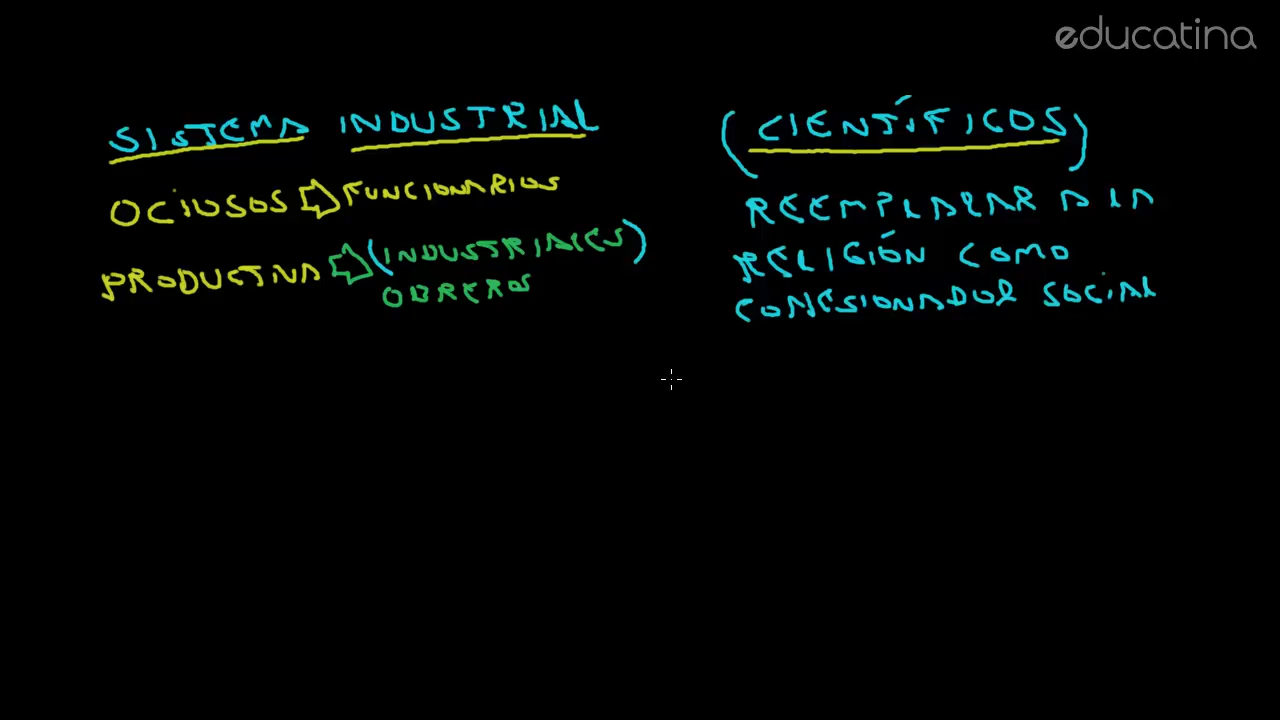 educatina
SISTEMA INDUSTRIAL
OCIOSOS ⇒ FUNCIONARIOS
PRODUCTIVA ⇒ (INDUSTRIALES)
OBREROS
(CIENTÍFICOS)
REEMPLAZAR A LA
RELIGIÓN COMO
COHESIONADOR SOCIAL